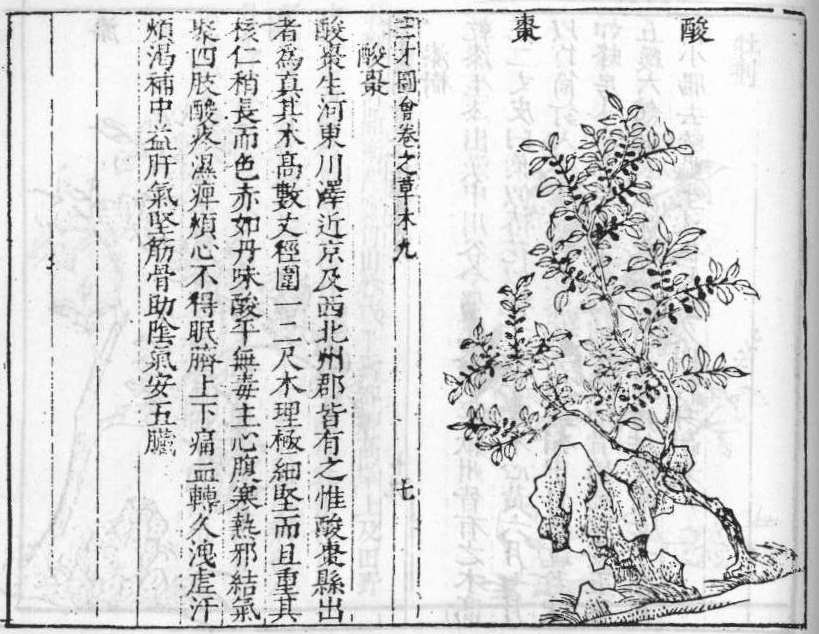 酸棗
三才圖會卷之草木九 七
酸棗
酸棗生河東川澤近京及西北州郡皆有之惟酸棗縣出
者為真其木高數丈徑圍一二尺木理極細堅而且重其
核仁稍長而色赤如丹味酸平無毒主心腹寒熱邪結氣
聚四肢酸疼濕痺煩心不得眠臍上下痛血轉久洩虛汗
煩渴補中益肝氣堅筋骨助陰氣安五臟